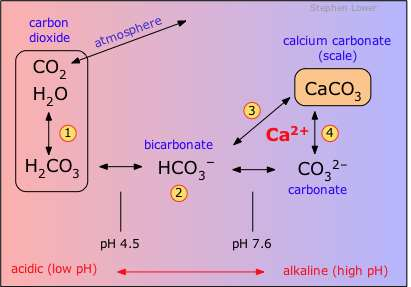 Stephen Lower
carbon
dioxide
atmosphere
calcium carbonate
(scale)
CO₂
H₂O
CaCO₃
1
3
Ca²⁺
4
bicarbonate
H₂CO₃
HCO₃⁻
CO₃²⁻
2
carbonate
pH 4.5
pH 7.6
acidic (low pH)
alkaline (high pH)